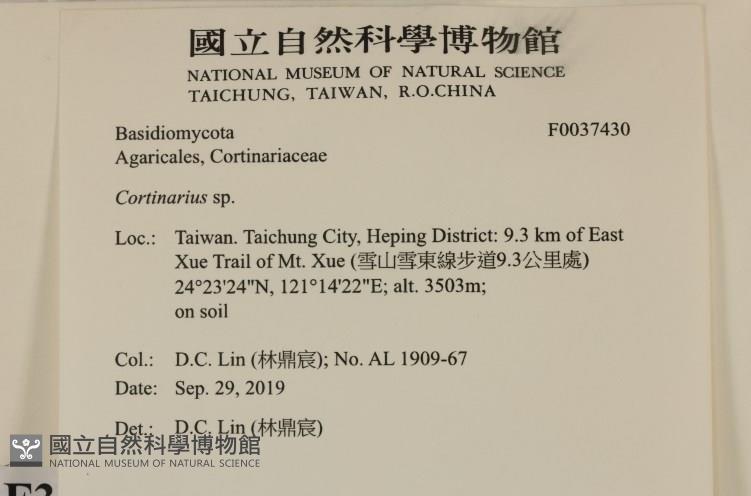 國立自然科學博物館
NATIONAL MUSEUM OF NATURAL SCIENCE
TAICHUNG, TAIWAN, R.O.CHINA
Basidiomycota F0037430
Agaricales, Cortinariaceae
Cortinarius sp.
Loc.: Taiwan. Taichung City, Heping District: 9.3 km of East
Xue Trail of Mt. Xue (雪山雪東線步道9.3公里處)
24°23'24"N, 121°14'22"E; alt. 3503m;
on soil
Col.: D.C. Lin (林鼎宸); No. AL 1909-67
Date: Sep. 29, 2019
Det.: D.C. Lin (林鼎宸)
國立自然科學博物館
NATIONAL MUSEUM OF NATURAL SCIENCE